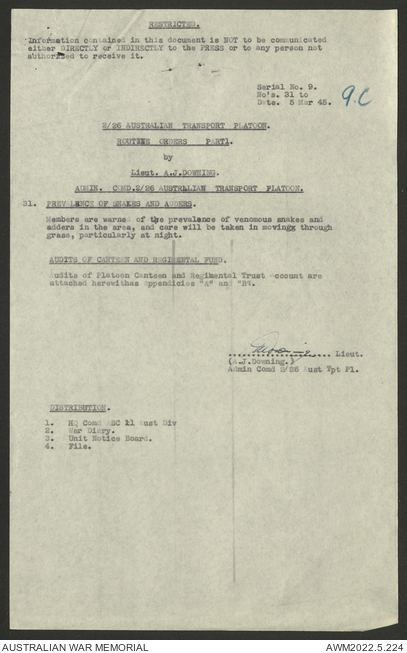 RESTRICTED.
Information contained in this document is NOT to be communicated
either DIRECTLY or INDIRECTLY to the PRESS or to any person not
authorised to receive it.
Serial No. 9.
No's. 31 to
Date. 5 Mar 45.
9.C
2/26 AUSTRALIAN TRANSPORT PLATOON.
ROUTINE ORDERS PART1.
by
Lieut. A.J.DOWNING.
ADMIN. COMD.2/26 AUSTRALIAN TRANSPORT PLATOON.
31. PREVALENCE OF SNAKES AND ADDERS.
Members are warned of the prevalence of venomous snakes and
adders in the area, and care will be taken in movingx through
grass, particularly at night.
AUDITS OF CANTEEN AND REGIMENTAL FUND.
Audits of Platoon Canteen and Regimental Trust Account are
attached herewithas appendicies "A" and "B".
Lieut.
(A.J.Downing.)
Admin Comd 2/26 Aust Tpt Pl.
DISTRIBUTION.
1. HQ Comd ASC 11 Aust Div
2. War Diary.
3. Unit Notice Board.
4. File.
AUSTRALIAN WAR MEMORIAL
AWM2022.5.224